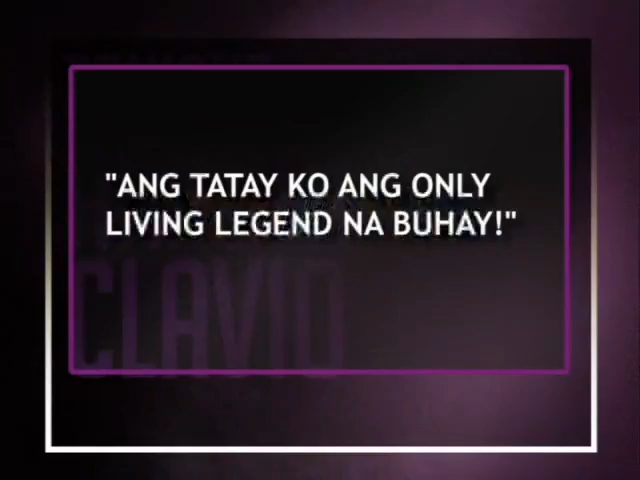 "ANG TATAY KO ANG ONLY
LIVING LEGEND NA BUHAY!"
CLAVIO